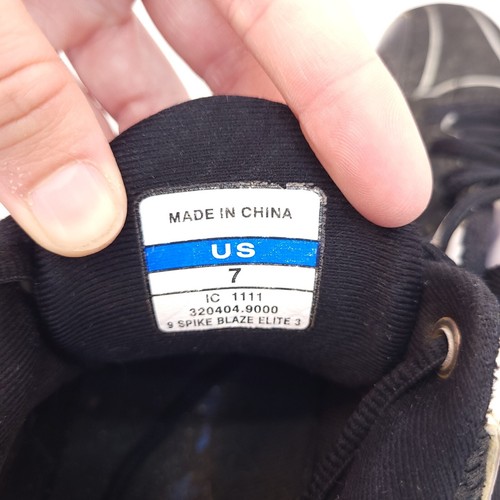 MADE IN CHINA
US
7
IC 1111
320404.9000
9 SPIKE BLAZE ELITE 3